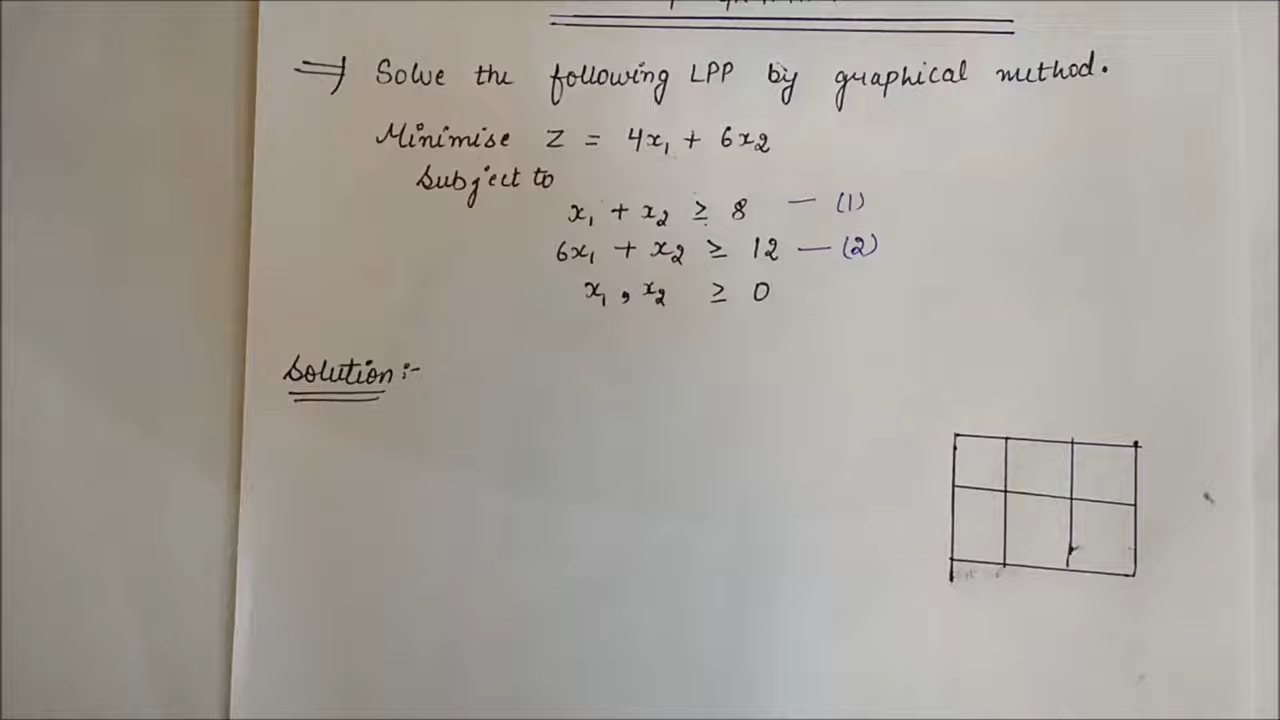 ⇒ Solve the following LPP by graphical method.
Minimise Z = 4x₁ + 6x₂
Subject to
x₁ + x₂ ≥ 8 — (1)
6x₁ + x₂ ≥ 12 — (2)
x₁, x₂ ≥ 0
Solution :-